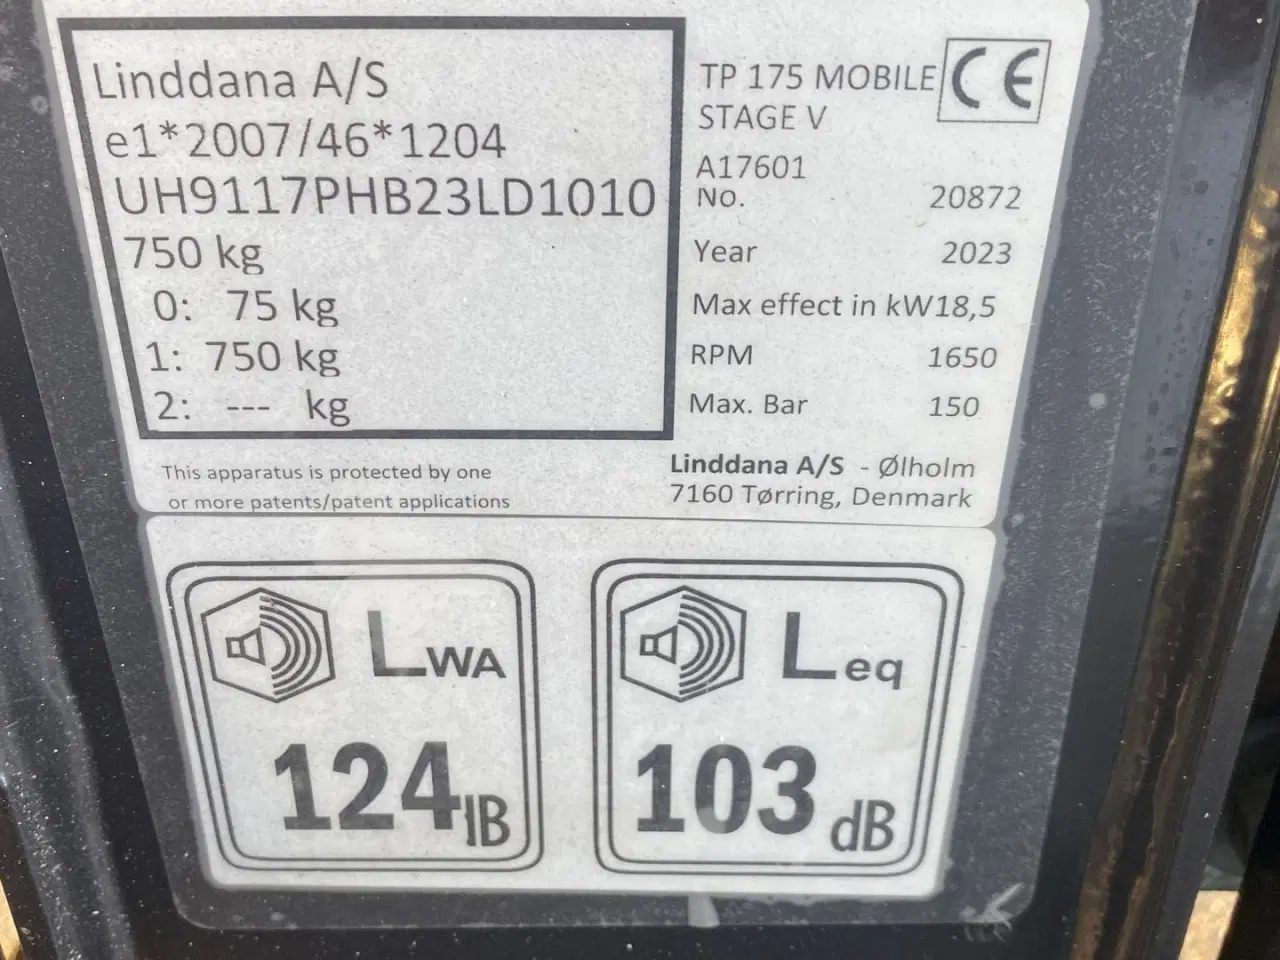 Linddana A/S
e1*2007/46*1204
UH9117PHB23LD1010
750 kg
0: 75 kg
1: 750 kg
2: --- kg
This apparatus is protected by one
or more patents/patent applications
TP 175 MOBILE CE
STAGE V
A17601
No. 20872
Year 2023
Max effect in kW18,5
RPM 1650
Max. Bar 150
Linddana A/S - Ølholm
7160 Tørring, Denmark
LWA
124 dB
Leq
103 dB